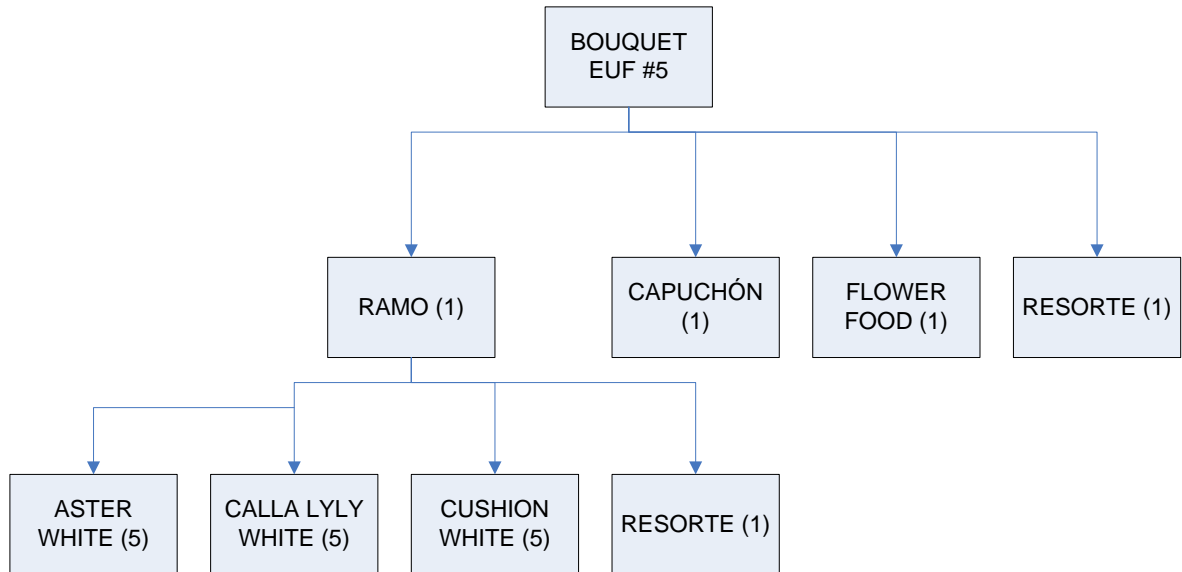 BOUQUET
EUF #5
RAMO (1)
CAPUCHÓN
(1)
FLOWER
FOOD (1)
RESORTE (1)
ASTER
WHITE (5)
CALLA LYLY
WHITE (5)
CUSHION
WHITE (5)
RESORTE (1)